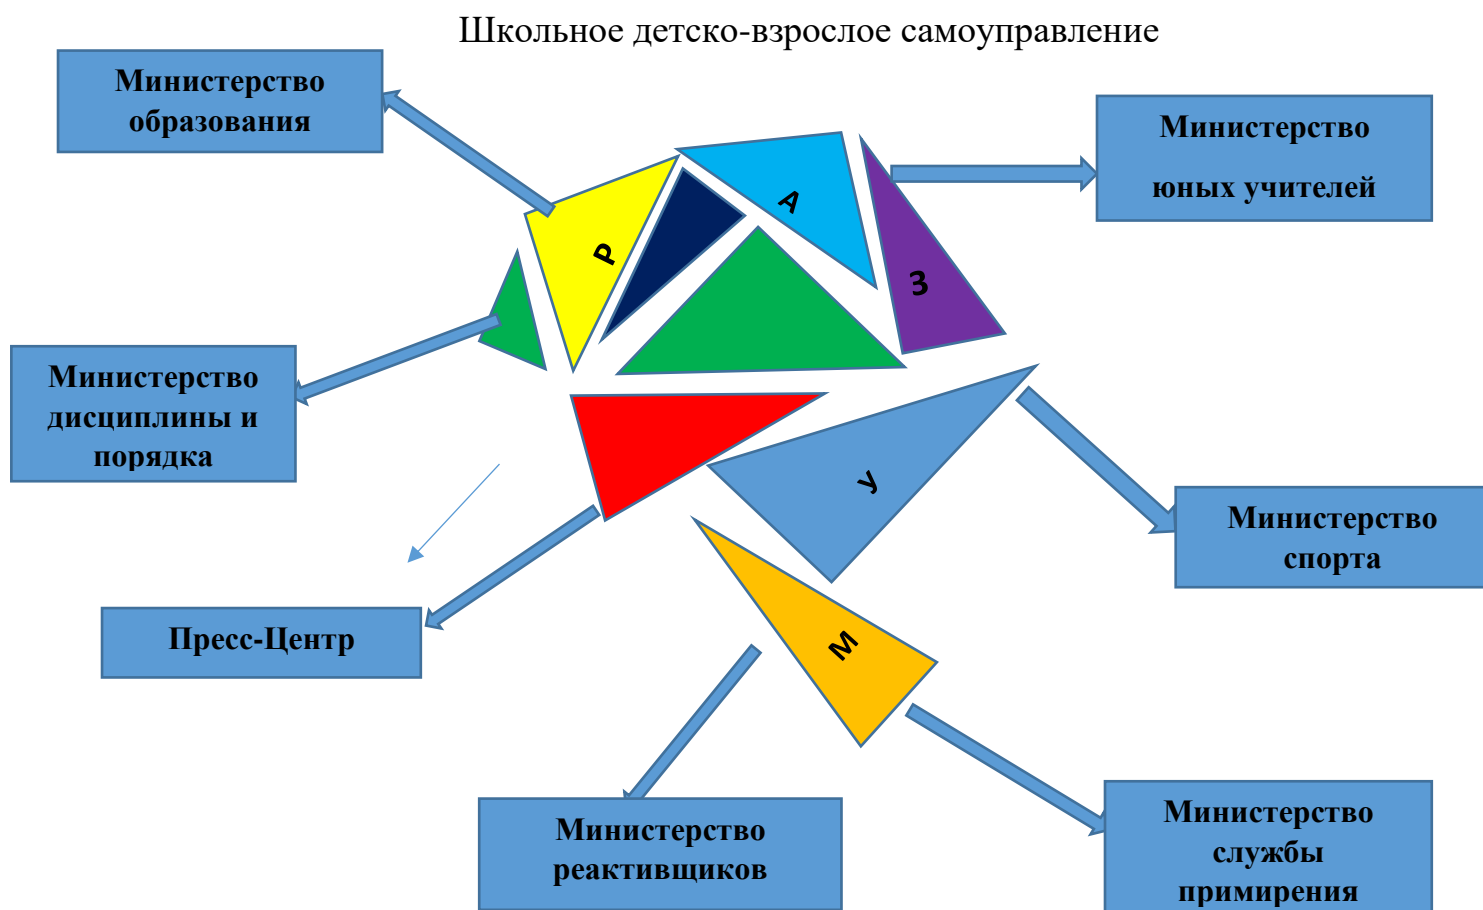 Школьное детско-взрослое самоуправление
Министерство
образования
Министерство
юных учителей
А
Р
З
Министерство
дисциплины и
порядка
у
Министерство
спорта
Пресс-Центр
М
Министерство
реактивщиков
Министерство
службы
примирения